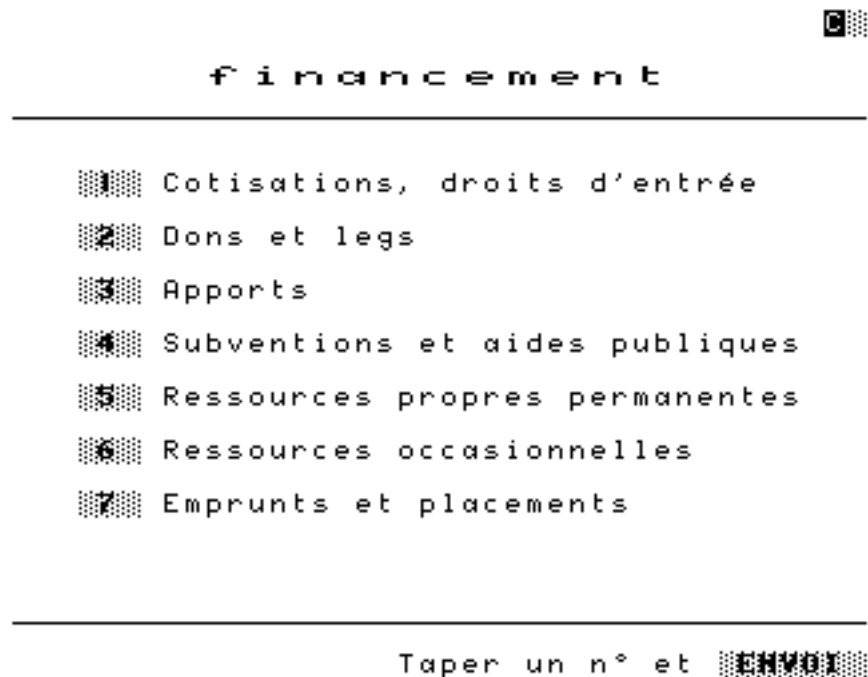 C
financement
1 Cotisations, droits d'entrée
2 Dons et legs
3 Apports
4 Subventions et aides publiques
5 Ressources propres permanentes
6 Ressources occasionnelles
7 Emprunts et placements
Taper un n° et ENVOI